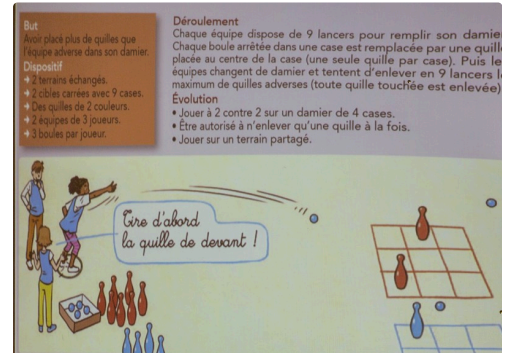 But
Avoir placé plus de quilles que
l'équipe adverse dans son damier.
Dispositif
➔ 2 terrains échangés.
➔ 2 cibles carrées avec 9 cases.
➔ Des quilles de 2 couleurs.
➔ 2 équipes de 3 joueurs.
➔ 3 boules par joueur.
Déroulement
Chaque équipe dispose de 9 lancers pour remplir son damie
Chaque boule arrêtée dans une case est remplacée par une quill
placée au centre de la case (une seule quille par case). Puis le
équipes changent de damier et tentent d'enlever en 9 lancers l
maximum de quilles adverses (toute quille touchée est enlevée)
Évolution
• Jouer à 2 contre 2 sur un damier de 4 cases.
• Être autorisé à n'enlever qu'une quille à la fois.
• Jouer sur un terrain partagé.
Tire d'abord
la quille de devant !